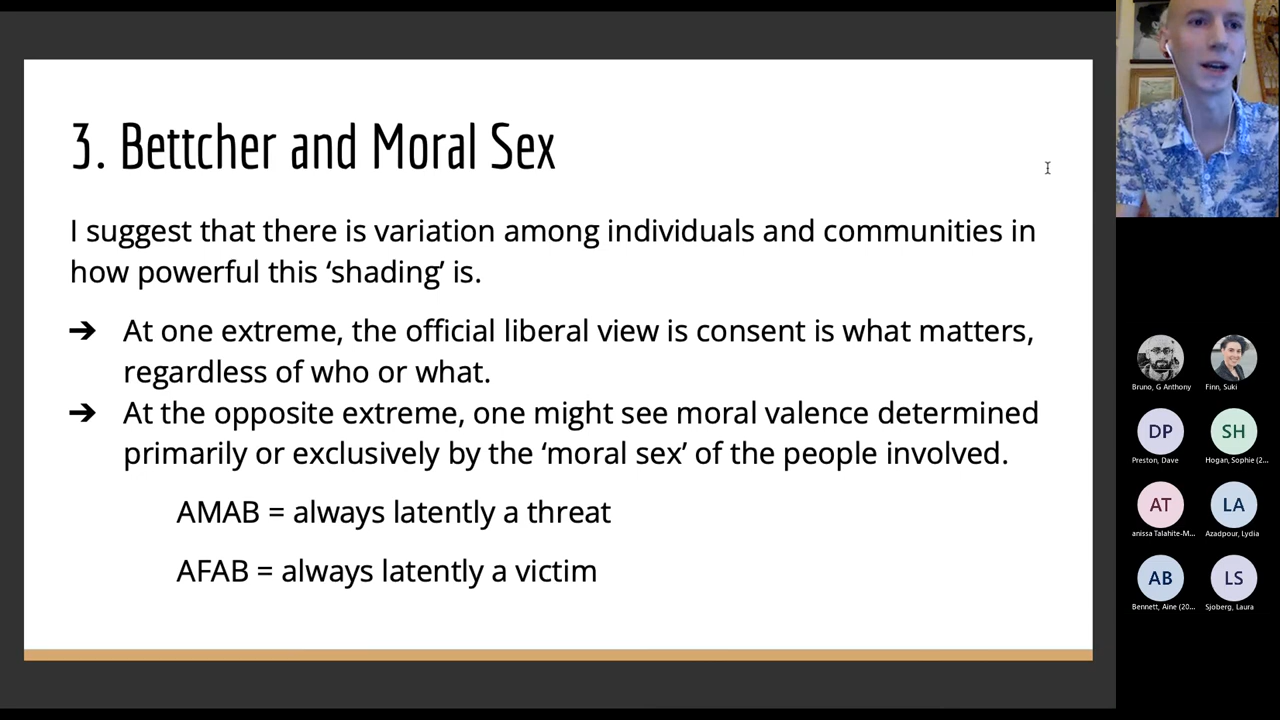 3. Bettcher and Moral Sex
I suggest that there is variation among individuals and communities in
how powerful this ‘shading’ is.
➔ At one extreme, the official liberal view is consent is what matters,
regardless of who or what.
➔ At the opposite extreme, one might see moral valence determined
primarily or exclusively by the ‘moral sex’ of the people involved.
AMAB = always latently a threat
AFAB = always latently a victim
Bruno, G Anthony
Finn, Suki
DP
SH
Preston, Dave
Hogan, Sophie (2...
AT
LA
anissa Talahite-M...
Azadpour, Lydia
AB
LS
Bennett, Aine (20...
Sjoberg, Laura